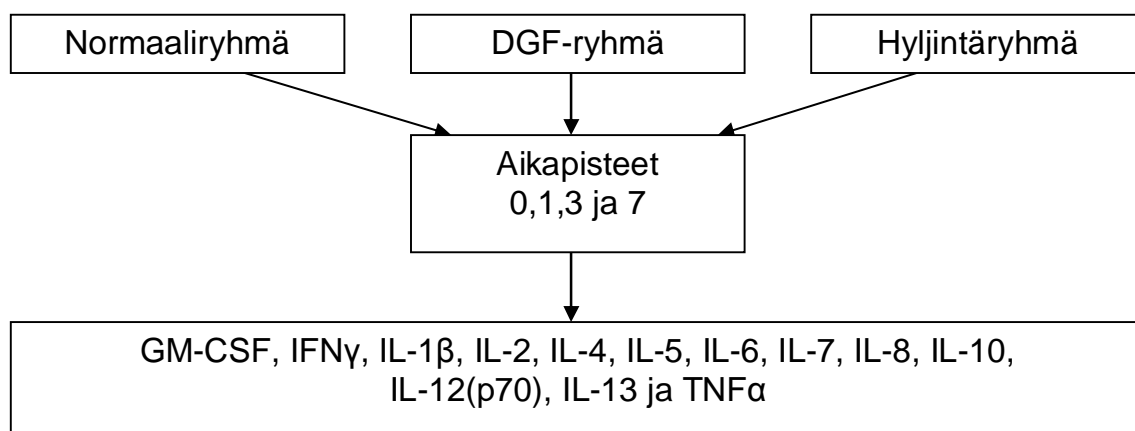 Normaaliryhmä
DGF-ryhmä
Hyljintäryhmä
Aikapisteet
0,1,3 ja 7
GM-CSF, IFNγ, IL-1β, IL-2, IL-4, IL-5, IL-6, IL-7, IL-8, IL-10,
IL-12(p70), IL-13 ja TNFα